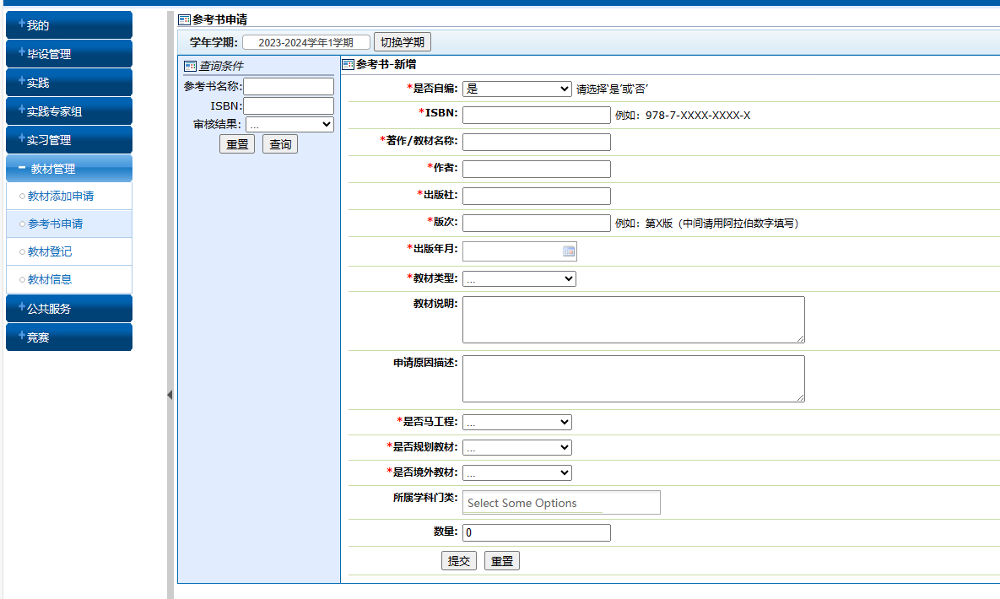 我的
毕设管理
实践
实践专家组
实习管理
教材管理
教材添加申请
参考书申请
教材登记
教材信息
公共服务
竞赛
参考书申请
学年学期: 2023-2024学年1学期 切换学期
查询条件
参考书名称:
ISBN:
审核结果: ...
重置 查询
参考书-新增
*是否自编: 是 请选择‘是’或‘否’
*ISBN: 例如：978-7-XXXX-XXXX-X
*著作/教材名称:
*作者:
*出版社:
*版次: 例如：第X版（中间请用阿拉伯数字填写）
*出版年月:
*教材类型: ...
教材说明:
申请原因描述:
*是否马工程: ...
*是否规划教材: ...
*是否境外教材: ...
所属学科门类: Select Some Options
数量: 0
提交 重置